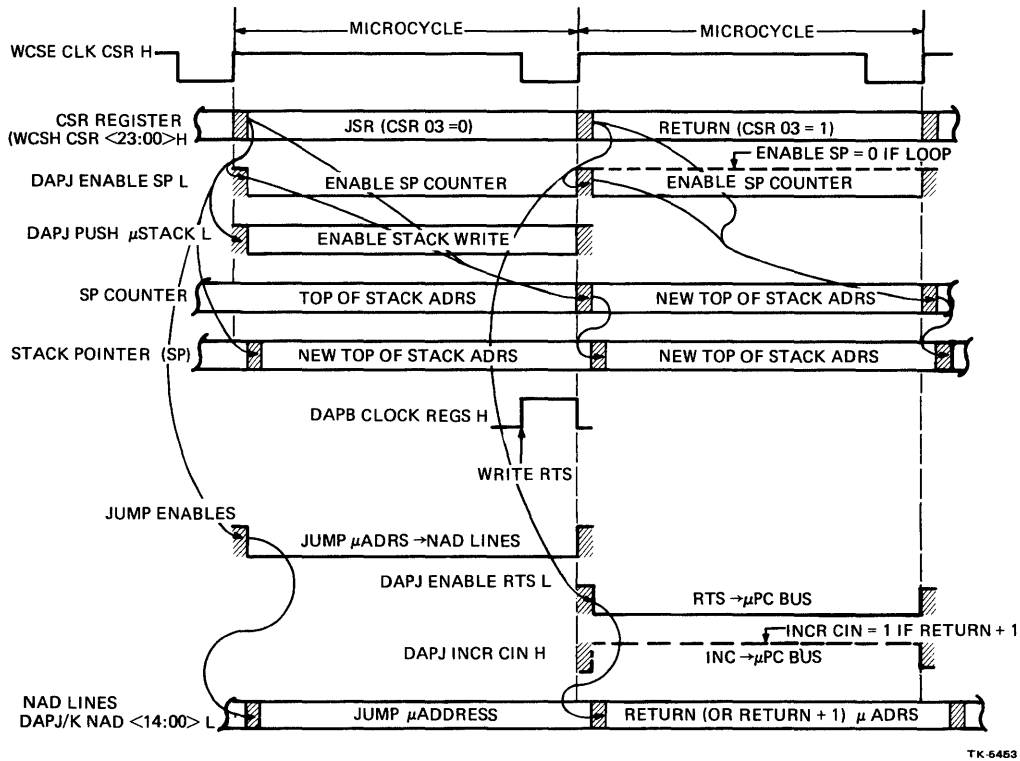 MICROCYCLE
MICROCYCLE
WCSE CLK CSR H
CSR REGISTER
(WCSH CSR <23:00>H
JSR (CSR 03 =0)
RETURN (CSR 03 = 1)
ENABLE SP = 0 IF LOOP
DAPJ ENABLE SP L
ENABLE SP COUNTER
ENABLE SP COUNTER
DAPJ PUSH μSTACK L
ENABLE STACK WRITE
SP COUNTER
TOP OF STACK ADRS
NEW TOP OF STACK ADRS
STACK POINTER (SP)
NEW TOP OF STACK ADRS
NEW TOP OF STACK ADRS
DAPB CLOCK REGS H
WRITE RTS
JUMP ENABLES
JUMP μADRS →NAD LINES
DAPJ ENABLE RTS L
RTS →μPC BUS
INCR CIN = 1 IF RETURN + 1
DAPJ INCR CIN H
INC→μPC BUS
NAD LINES
DAPJ/K NAD <14:00> L
JUMP μADDRESS
RETURN (OR RETURN + 1) μ ADRS
TK-5453